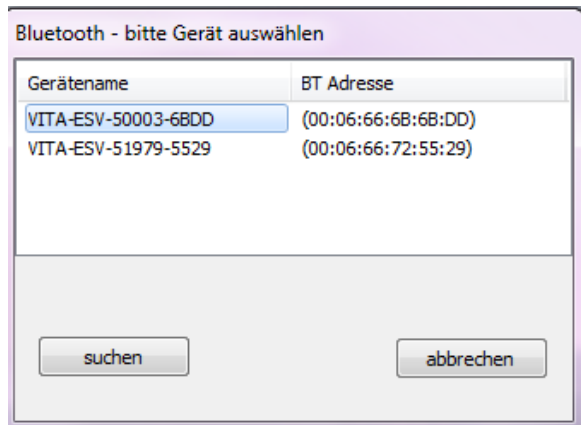 Bluetooth - bitte Gerät auswählen
Gerätename BT Adresse
VITA-ESV-50003-6BDD (00:06:66:6B:6B:DD)
VITA-ESV-51979-5529 (00:06:66:72:55:29)
suchen abbrechen